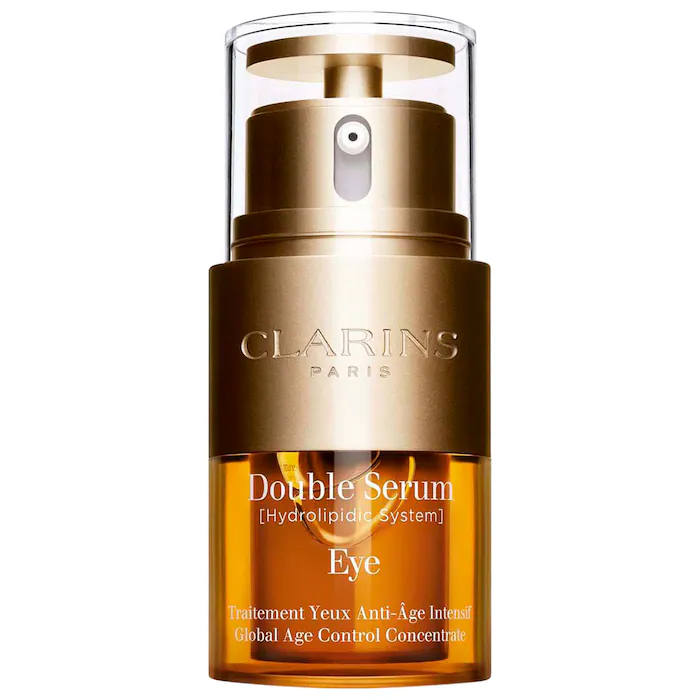 CLARINS
PARIS
Double Serum
[Hydrolipidic System]
Eye
Traitement Yeux Anti-Âge Intensif
Global Age Control Concentrate